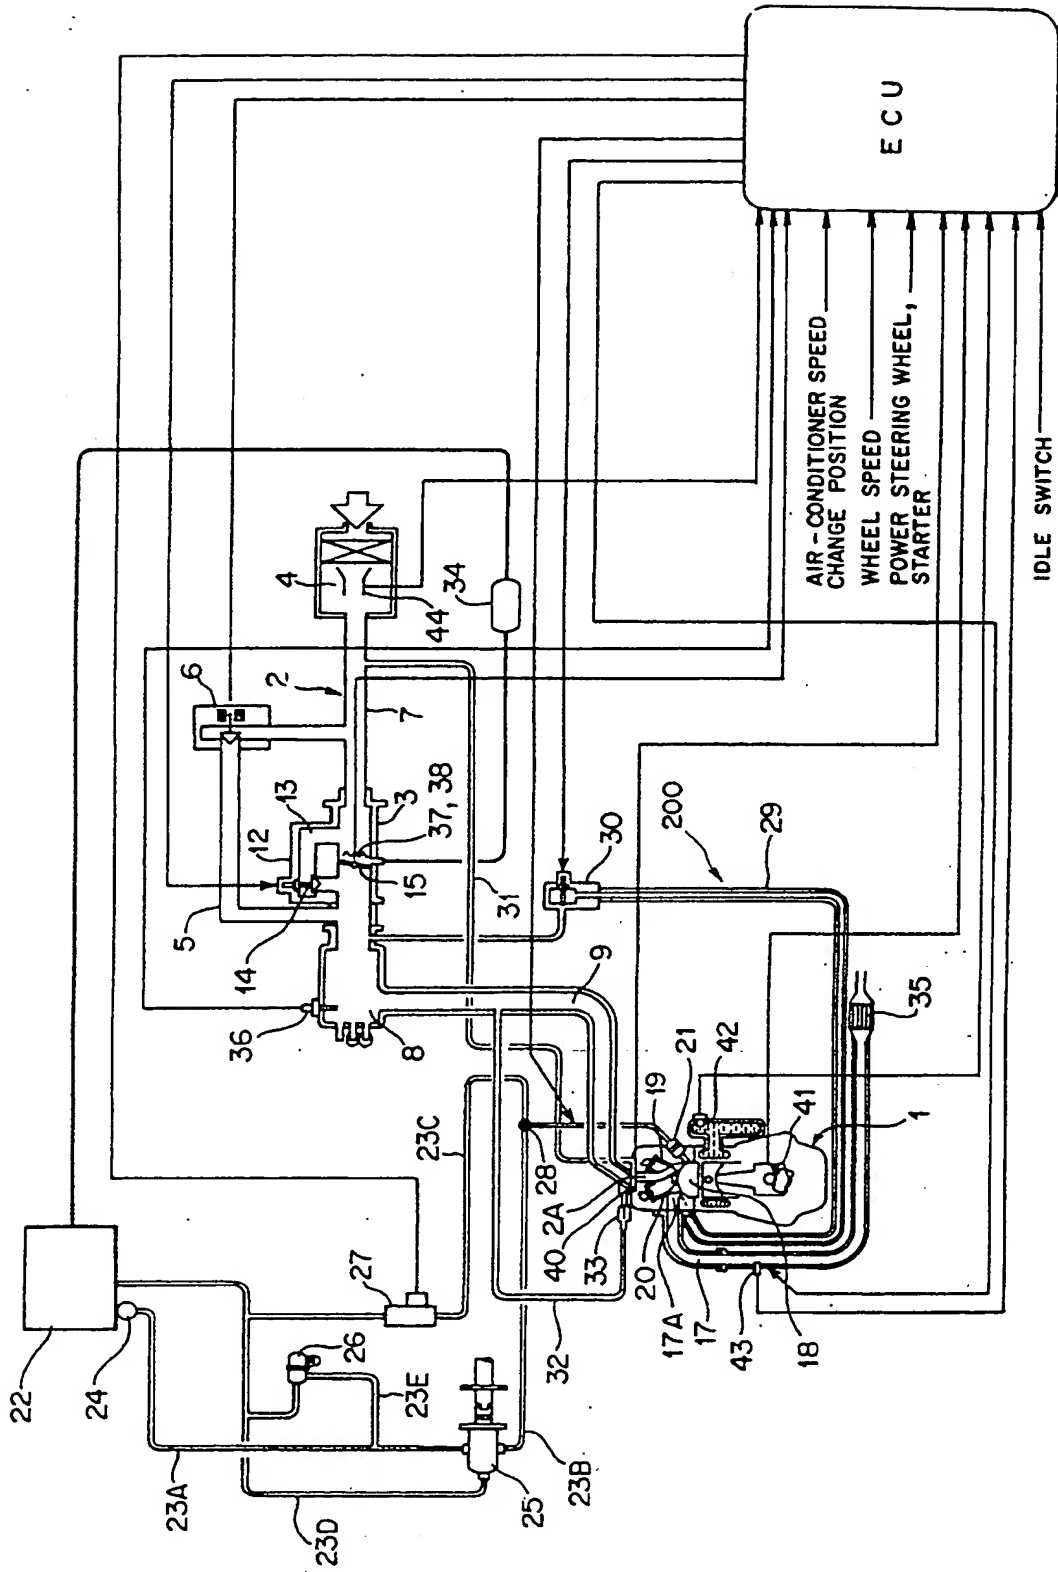 22
24
23A
23D
25
23B
23E
26
27
23C
28
36
5
14
12
13
6
2
4
44
34
7
3
37, 38
15
31
8
9
30
200
29
32
33
40
2A
19
21
42
41
1
35
20
17A
17
43
18
ECU
AIR-CONDITIONER SPEED
CHANGE POSITION
WHEEL SPEED
POWER STEERING WHEEL,
STARTER
IDLE SWITCH